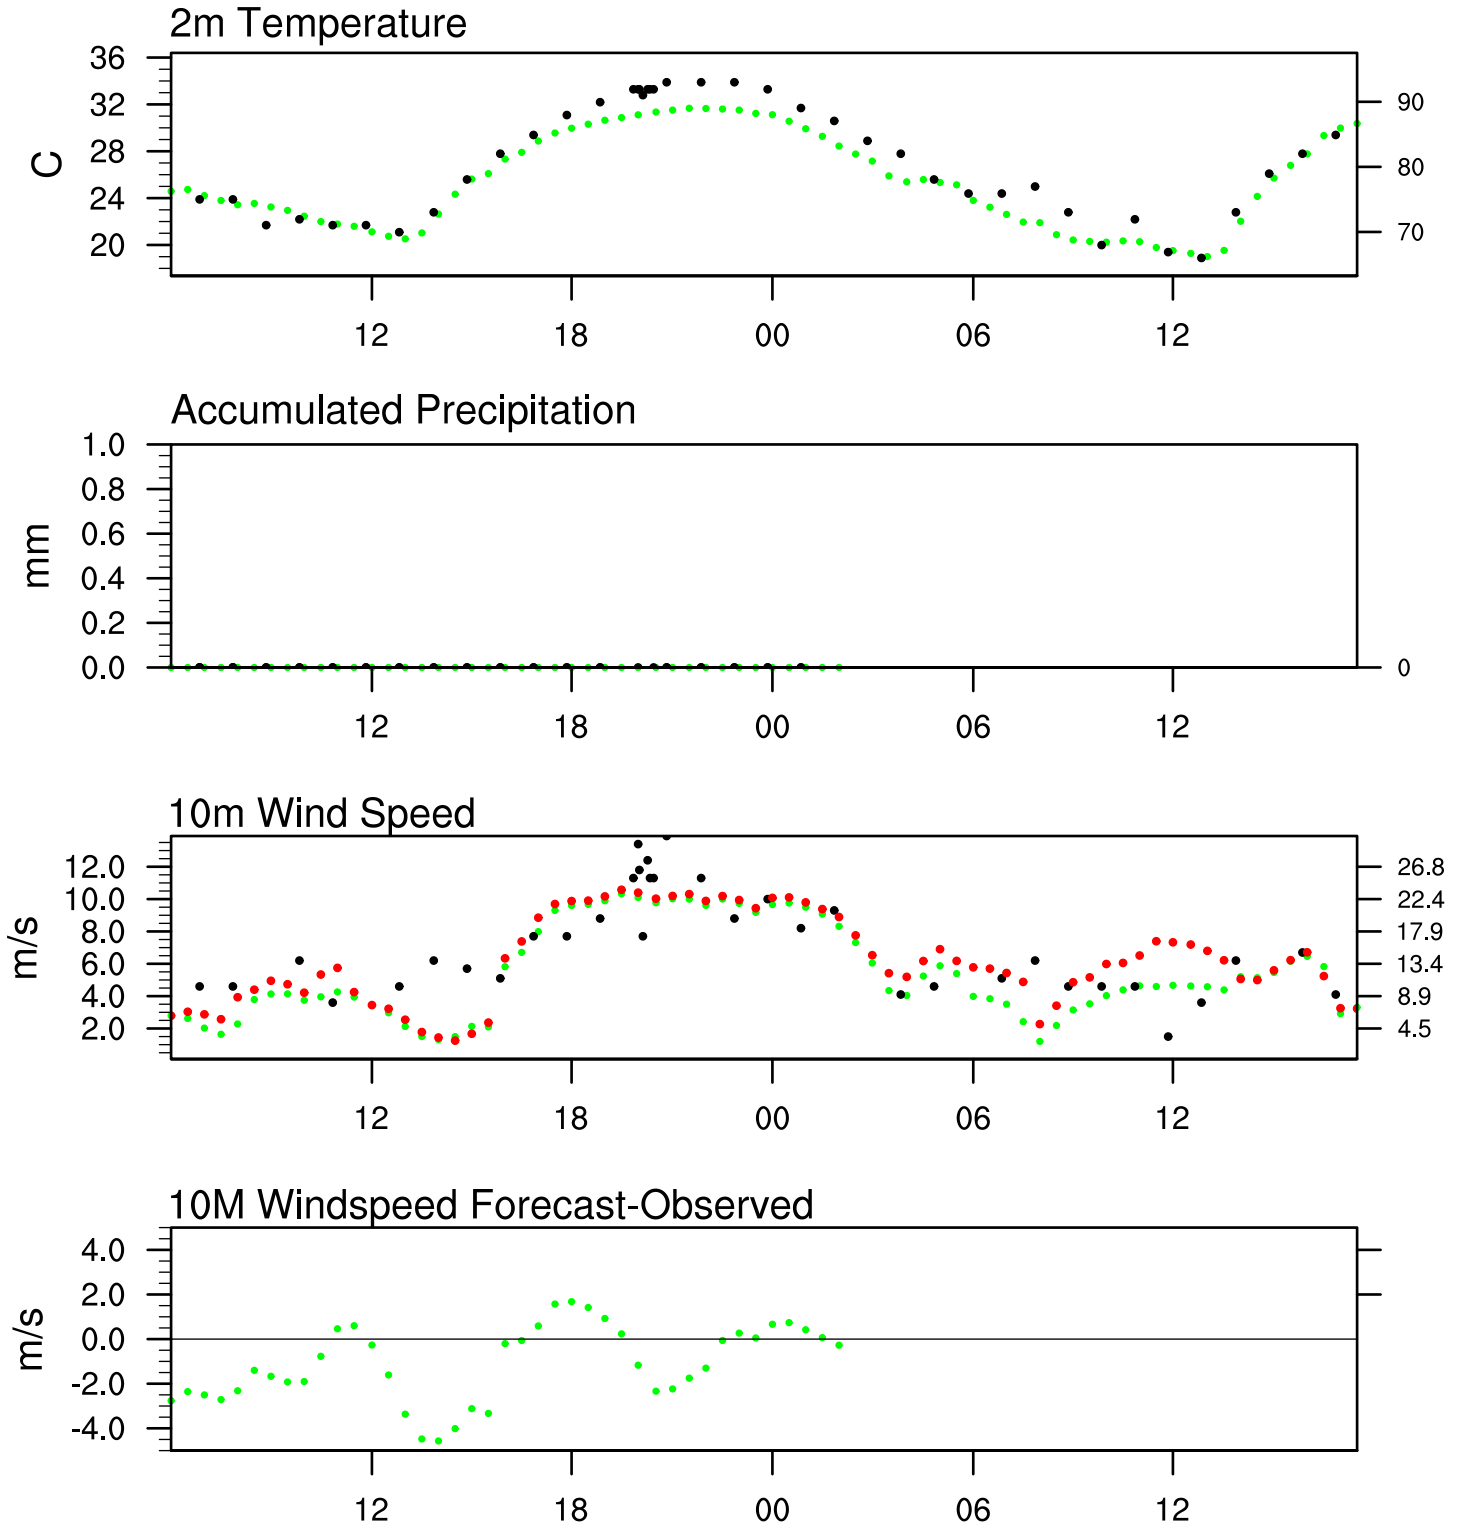 2m Temperature
36
32
28
24
20
C
90
80
70
12 18 00 06 12
Accumulated Precipitation
1.0
0.8
0.6
0.4
0.2
0.0
mm
0
12 18 00 06 12
10m Wind Speed
12.0
10.0
8.0
6.0
4.0
2.0
m/s
26.8
22.4
17.9
13.4
8.9
4.5
12 18 00 06 12
10M Windspeed Forecast-Observed
4.0
2.0
0.0
-2.0
-4.0
m/s
12 18 00 06 12